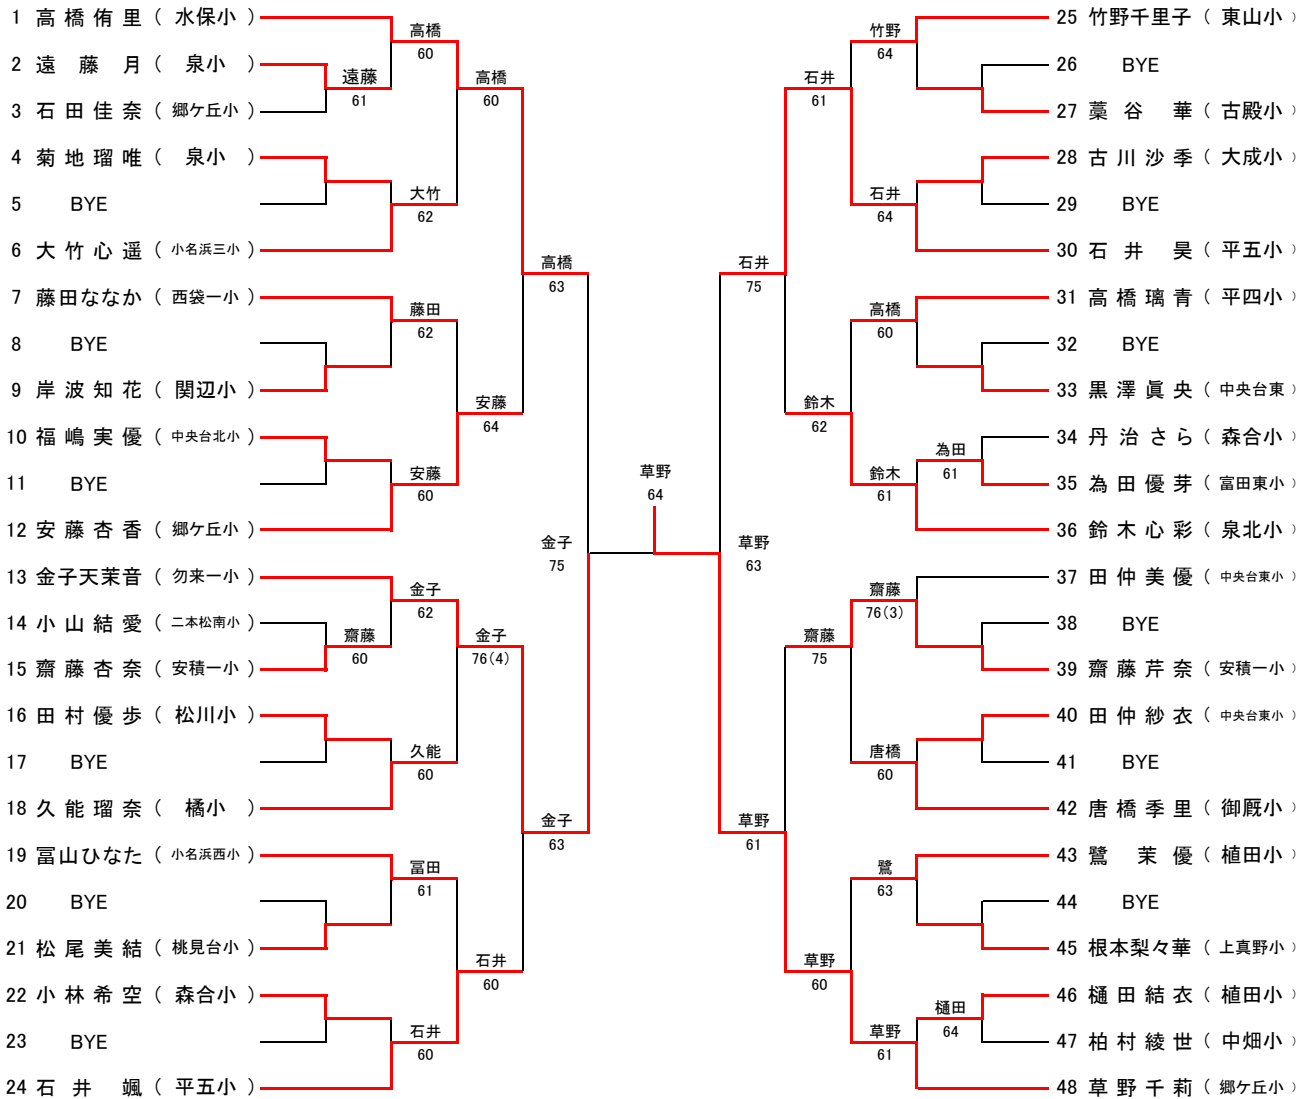 1 高橋侑里 ( 水保小 )
2 遠藤月 ( 泉小 )
3 石田佳奈 ( 郷ケ丘小 )
4 菊地瑠唯 ( 泉小 )
5 BYE
6 大竹心遥 ( 小名浜三小 )
7 藤田ななか ( 西袋一小 )
8 BYE
9 岸波知花 ( 関辺小 )
10 福嶋実優 ( 中央台北小 )
11 BYE
12 安藤杏香 ( 郷ケ丘小 )
13 金子天茉音 ( 勿来一小 )
14 小山結愛 ( 二本松南小 )
15 齋藤杏奈 ( 安積一小 )
16 田村優歩 ( 松川小 )
17 BYE
18 久能瑠奈 ( 橘小 )
19 冨山ひなた ( 小名浜西小 )
20 BYE
21 松尾美結 ( 桃見台小 )
22 小林希空 ( 森合小 )
23 BYE
24 石井颯 ( 平五小 )
遠藤
61
齋藤
60
高橋
60
大竹
62
藤田
62
安藤
60
金子
62
久能
60
冨田
61
石井
60
高橋
60
安藤
64
金子
76(4)
石井
60
高橋
63
金子
63
金子
75
草野
64
草野
63
石井
75
草野
61
石井
61
鈴木
62
齋藤
75
草野
60
竹野
64
石井
64
高橋
60
鈴木
61
齋藤
76(3)
唐橋
60
鷺
63
草野
61
為田
61
樋田
64
25 竹野千里子 ( 東山小 )
26 BYE
27 藁谷華 ( 古殿小 )
28 古川沙季 ( 大成小 )
29 BYE
30 石井昊 ( 平五小 )
31 高橋璃青 ( 平四小 )
32 BYE
33 黒澤眞央 ( 中央台東 )
34 丹治さら ( 森合小 )
35 為田優芽 ( 富田東小 )
36 鈴木心彩 ( 泉北小 )
37 田仲美優 ( 中央台東小 )
38 BYE
39 齋藤芹奈 ( 安積一小 )
40 田仲紗衣 ( 中央台東小 )
41 BYE
42 唐橋季里 ( 御厩小 )
43 鷺茉優 ( 植田小 )
44 BYE
45 根本梨々華 ( 上真野小 )
46 樋田結衣 ( 植田小 )
47 柏村綾世 ( 中畑小 )
48 草野千莉 ( 郷ケ丘小 )